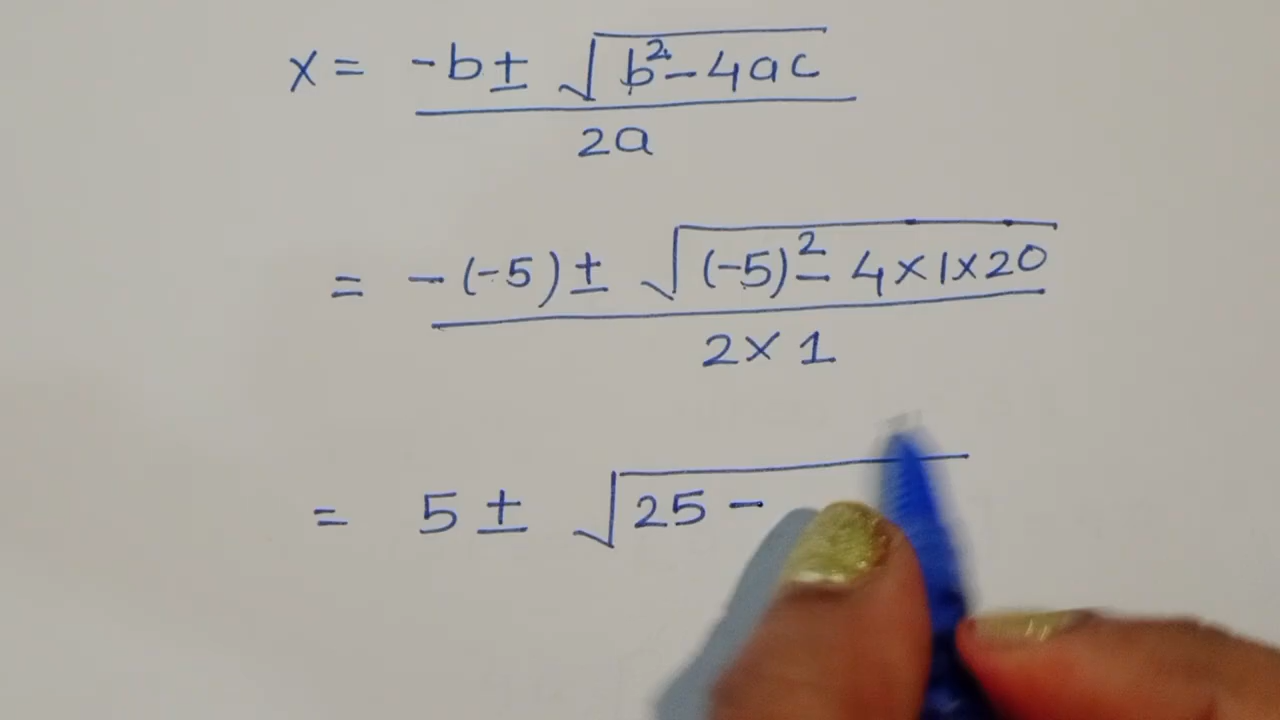 x = -b ± √b² - 4ac
2a
= -(-5) ± √(-5)² - 4×1×20
2×1
= 5 ± √25 -